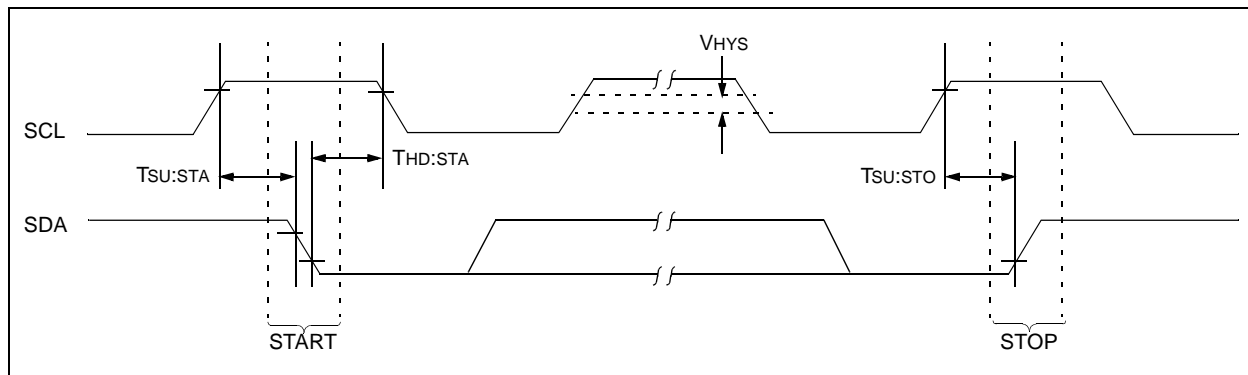 VHYS
SCL
TSU:STA
THD:STA
TSU:STO
SDA
START
STOP